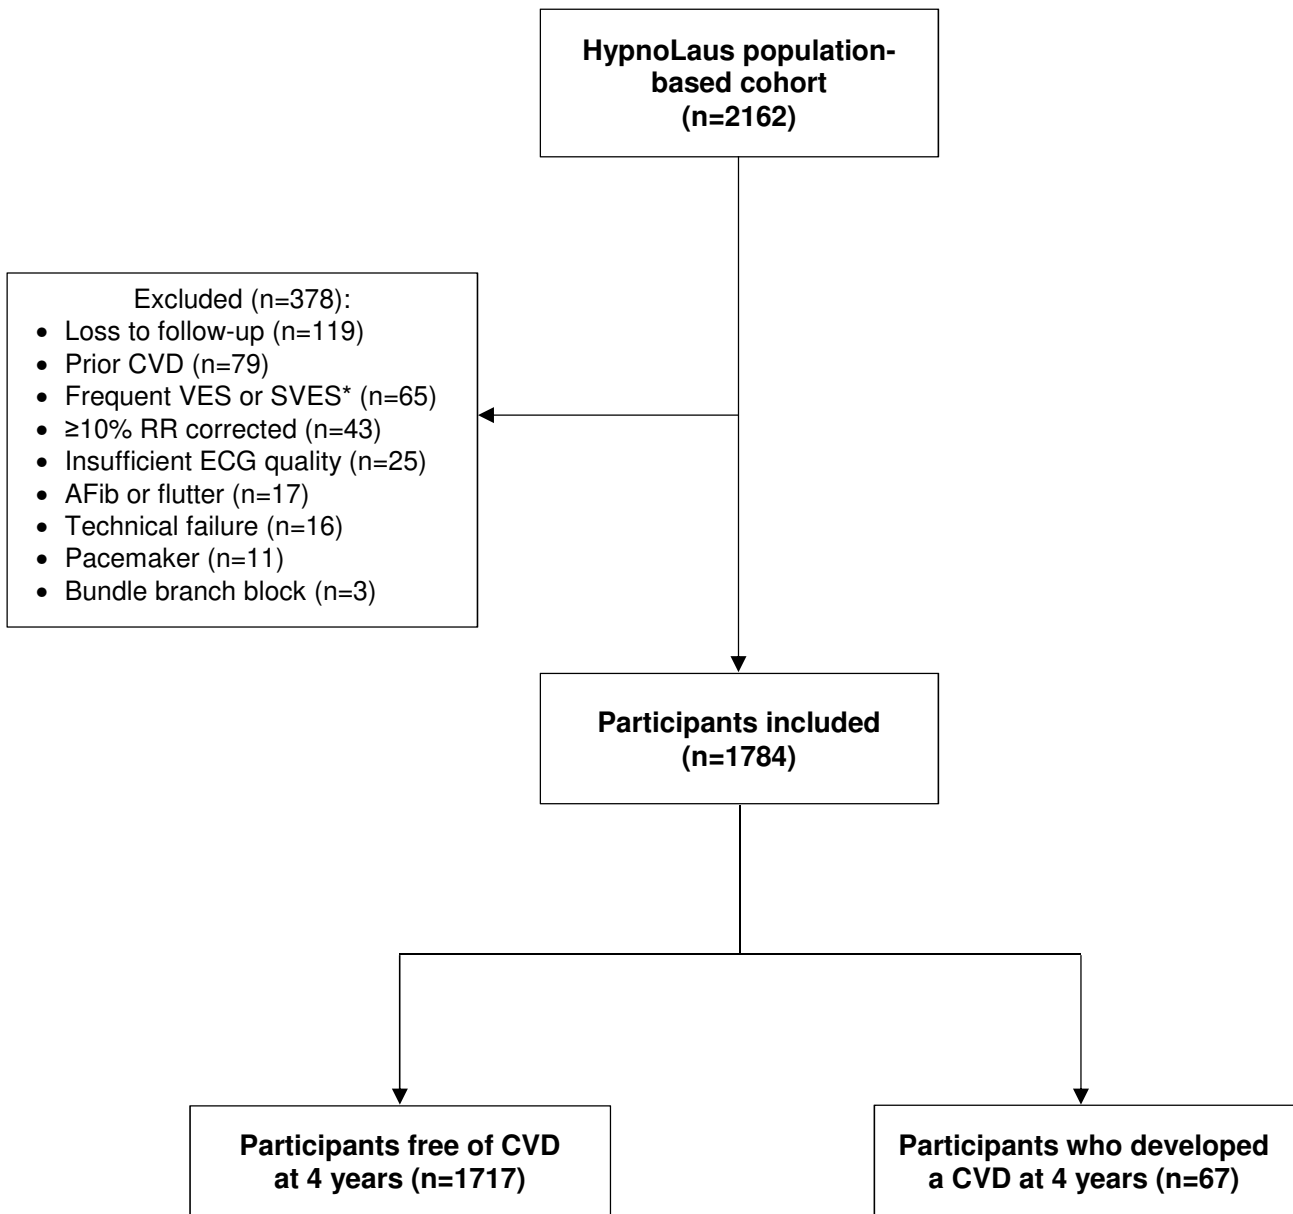 HypnoLaus population-
based cohort
(n=2162)
Excluded (n=378):
• Loss to follow-up (n=119)
• Prior CVD (n=79)
• Frequent VES or SVES* (n=65)
• ≥10% RR corrected (n=43)
• Insufficient ECG quality (n=25)
• AFib or flutter (n=17)
• Technical failure (n=16)
• Pacemaker (n=11)
• Bundle branch block (n=3)
Participants included
(n=1784)
Participants free of CVD
at 4 years (n=1717)
Participants who developed
a CVD at 4 years (n=67)